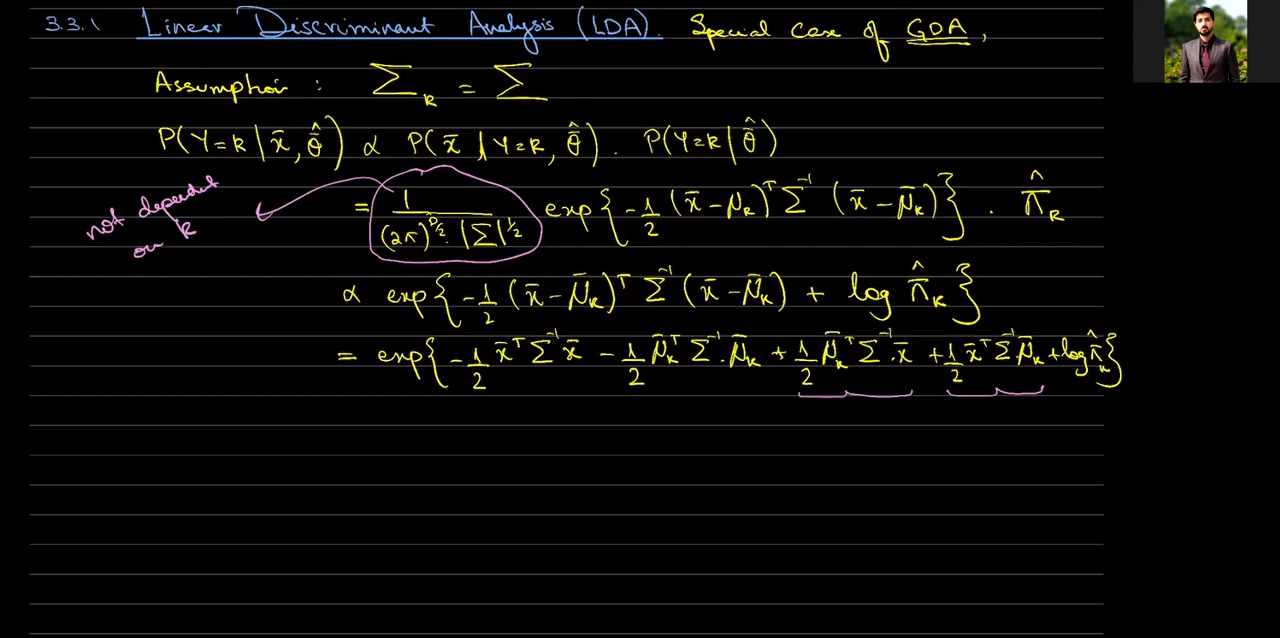 3.3.1 Linear Discriminant Analysis (LDA). Special Case of GDA,
Assumption : Σ_k = Σ
P(Y=k | x̄, θ̂) ∝ P(x̄ | Y=k, θ̂) . P(Y=k | θ̂)
not dependent on k
= 1 / ((2π)^{D/2} . |Σ|^{1/2}) exp{ -1/2 (x̄ - μ̄_k)^T Σ^{-1} (x̄ - μ̄_k) } . π̂_k
∝ exp{ -1/2 (x̄ - μ̄_k)^T Σ^{-1} (x̄ - μ̄_k) + log π̂_k }
= exp{ -1/2 x̄^T Σ^{-1} x̄ - 1/2 μ̄_k^T Σ^{-1} . μ̄_k + 1/2 μ̄_k^T Σ^{-1} . x̄ + 1/2 x̄^T Σ^{-1} μ̄_k + log π̂_k }